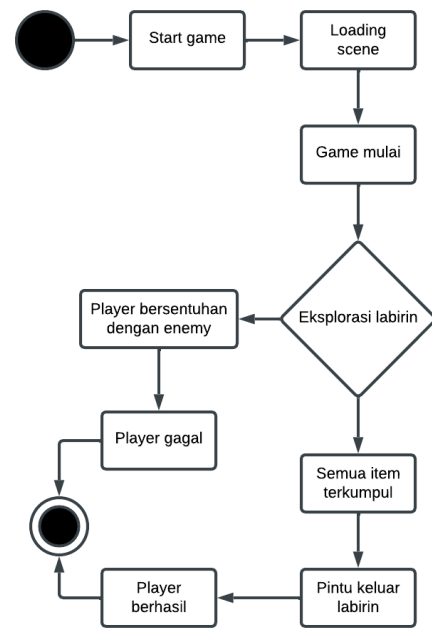 Start game
Loading
scene
Game mulai
Eksplorasi labirin
Player bersentuhan
dengan enemy
Player gagal
Semua item
terkumpul
Pintu keluar
labirin
Player
berhasil